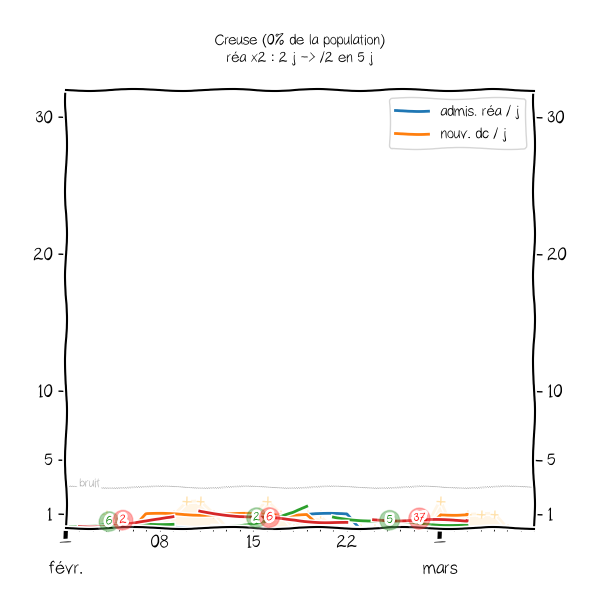 Creuse (0% de la population)
réa x2 : 2 j -> /2 en 5 j
admis. réa / j
nouv. dc / j
30 30
20 20
10 10
5 5
bruit
1 1
6 2 2 6 5 37
08 15 22
févr. mars